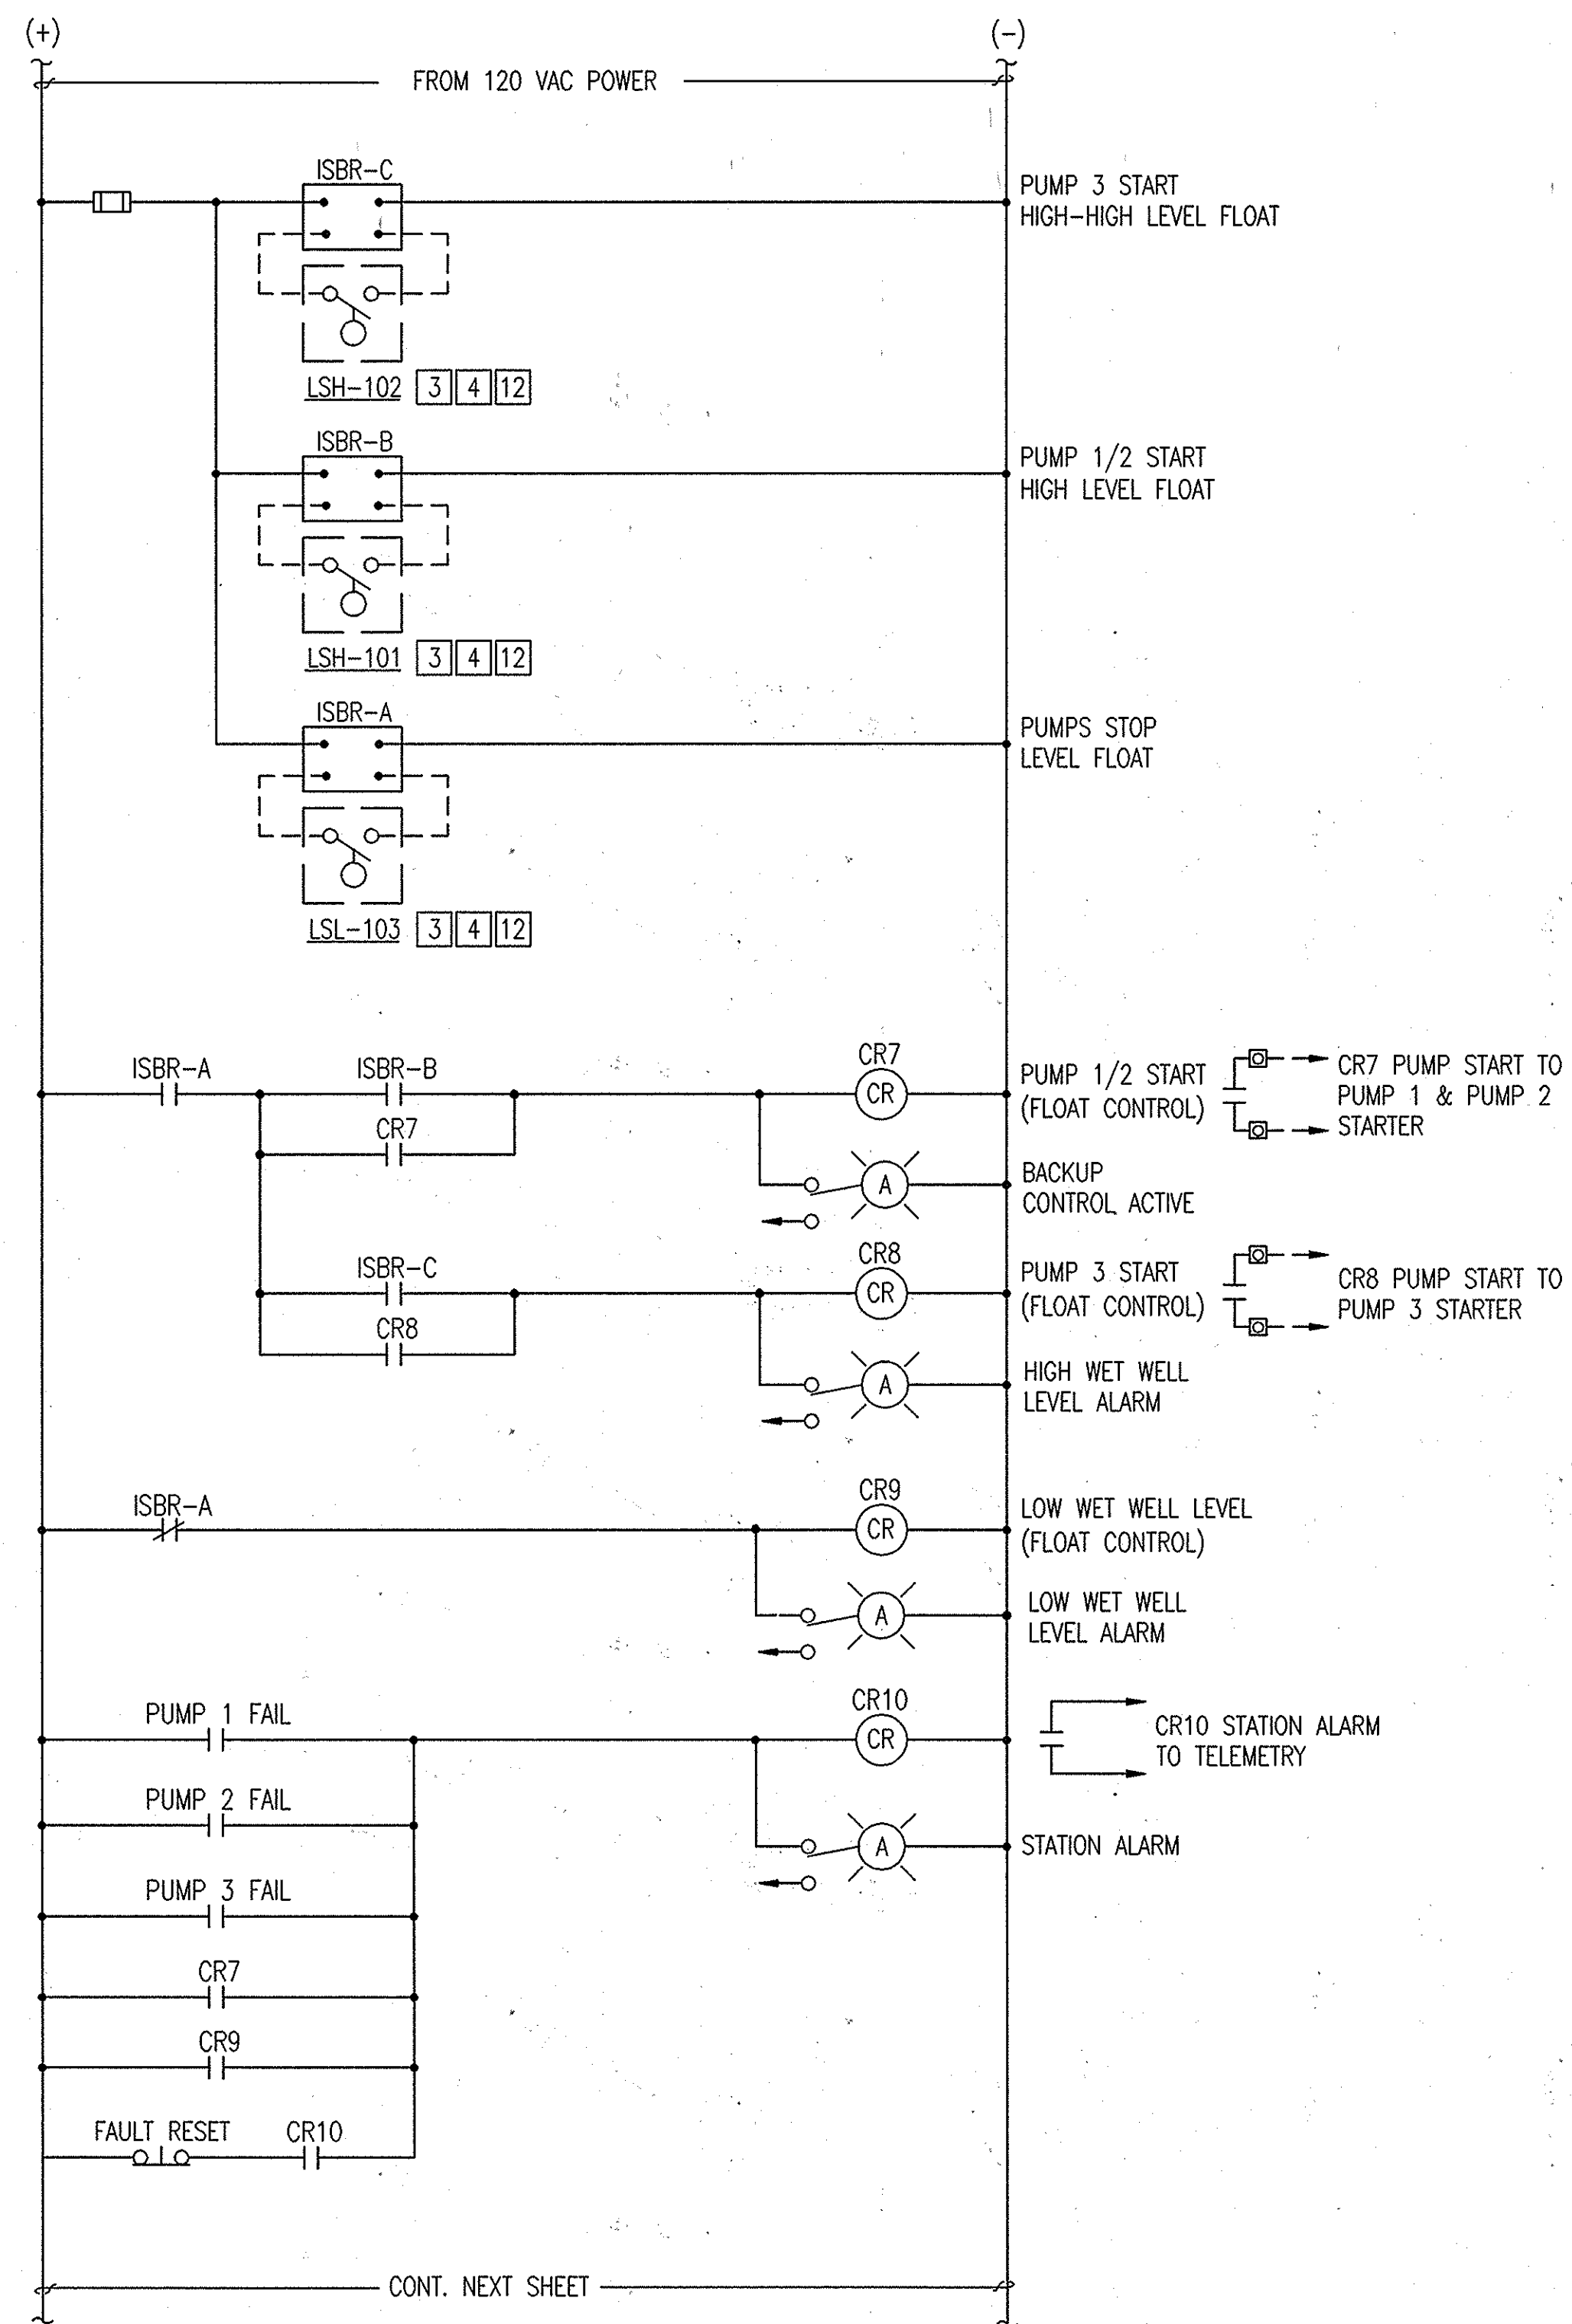 (+)
(-)
FROM 120 VAC POWER
ISBR-C
PUMP 3 START
HIGH-HIGH LEVEL FLOAT
LSH-102 3 4 12
ISBR-B
PUMP 1/2 START
HIGH LEVEL FLOAT
LSH-101 3 4 12
ISBR-A
PUMPS STOP
LEVEL FLOAT
LSL-103 3 4 12
ISBR-A
ISBR-B
CR7
CR
PUMP 1/2 START
(FLOAT CONTROL)
CR7 PUMP START TO
PUMP 1 & PUMP 2
STARTER
CR7
A
BACKUP
CONTROL ACTIVE
ISBR-C
CR8
CR
PUMP 3 START
(FLOAT CONTROL)
CR8 PUMP START TO
PUMP 3 STARTER
CR8
A
HIGH WET WELL
LEVEL ALARM
ISBR-A
CR9
CR
LOW WET WELL LEVEL
(FLOAT CONTROL)
A
LOW WET WELL
LEVEL ALARM
PUMP 1 FAIL
CR10
CR
CR10 STATION ALARM
TO TELEMETRY
PUMP 2 FAIL
A
STATION ALARM
PUMP 3 FAIL
CR7
CR9
FAULT RESET
CR10
CONT. NEXT SHEET